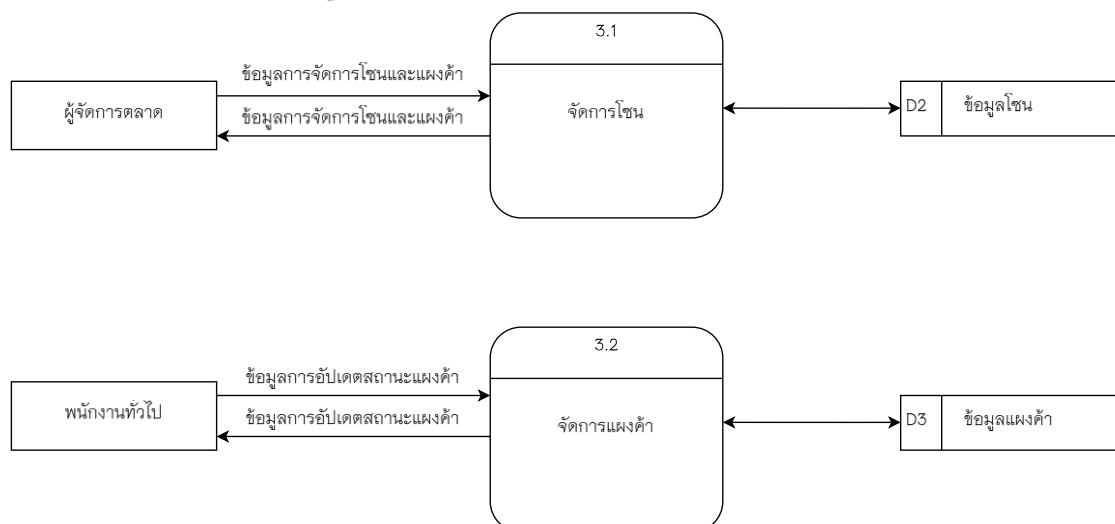 3.1
ข้อมูลการจัดการโซนและแผงค้า
ผู้จัดการตลาด
จัดการโซน
D2
ข้อมูลโซน
ข้อมูลการจัดการโซนและแผงค้า
3.2
ข้อมูลการอัปเดตสถานะแผงค้า
พนักงานทั่วไป
จัดการแผงค้า
D3
ข้อมูลแผงค้า
ข้อมูลการอัปเดตสถานะแผงค้า